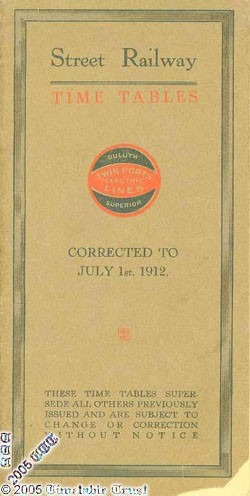 Street Railway
TIME TABLES
DULUTH
TWIN PORTS
ELECTRIC
LINES
SUPERIOR
CORRECTED TO
JULY 1st. 1912.
THESE TIME TABLES SUPER-
SEDE ALL OTHERS PREVIOUSLY
ISSUED AND ARE SUBJECT TO
CHANGE OR CORRECTION
WITHOUT NOTICE
© 2005 Timetable Trust